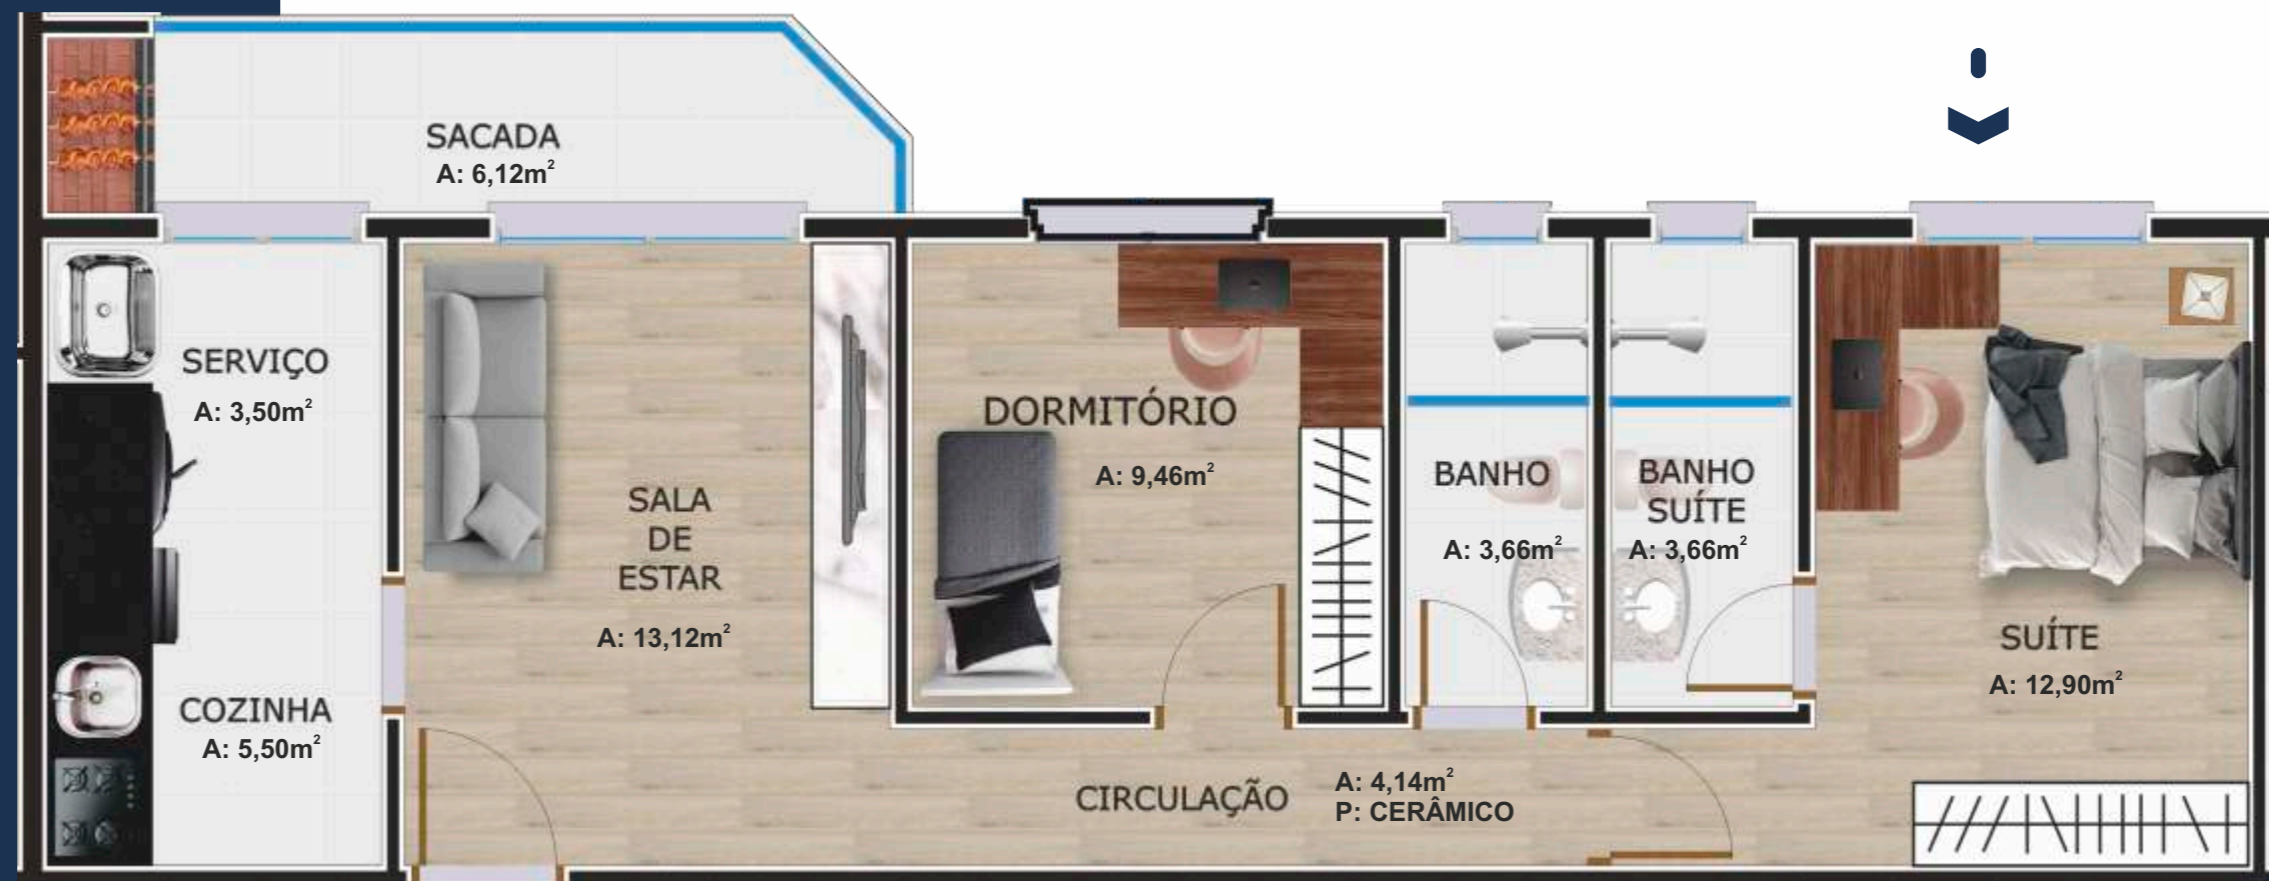 SACADA
A: 6,12m²
SERVIÇO
A: 3,50m²
COZINHA
A: 5,50m²
SALA
DE
ESTAR
A: 13,12m²
DORMITÓRIO
A: 9,46m²
BANHO
A: 3,66m²
BANHO
SUÍTE
A: 3,66m²
SUÍTE
A: 12,90m²
CIRCULAÇÃO
A: 4,14m²
P: CERÂMICO